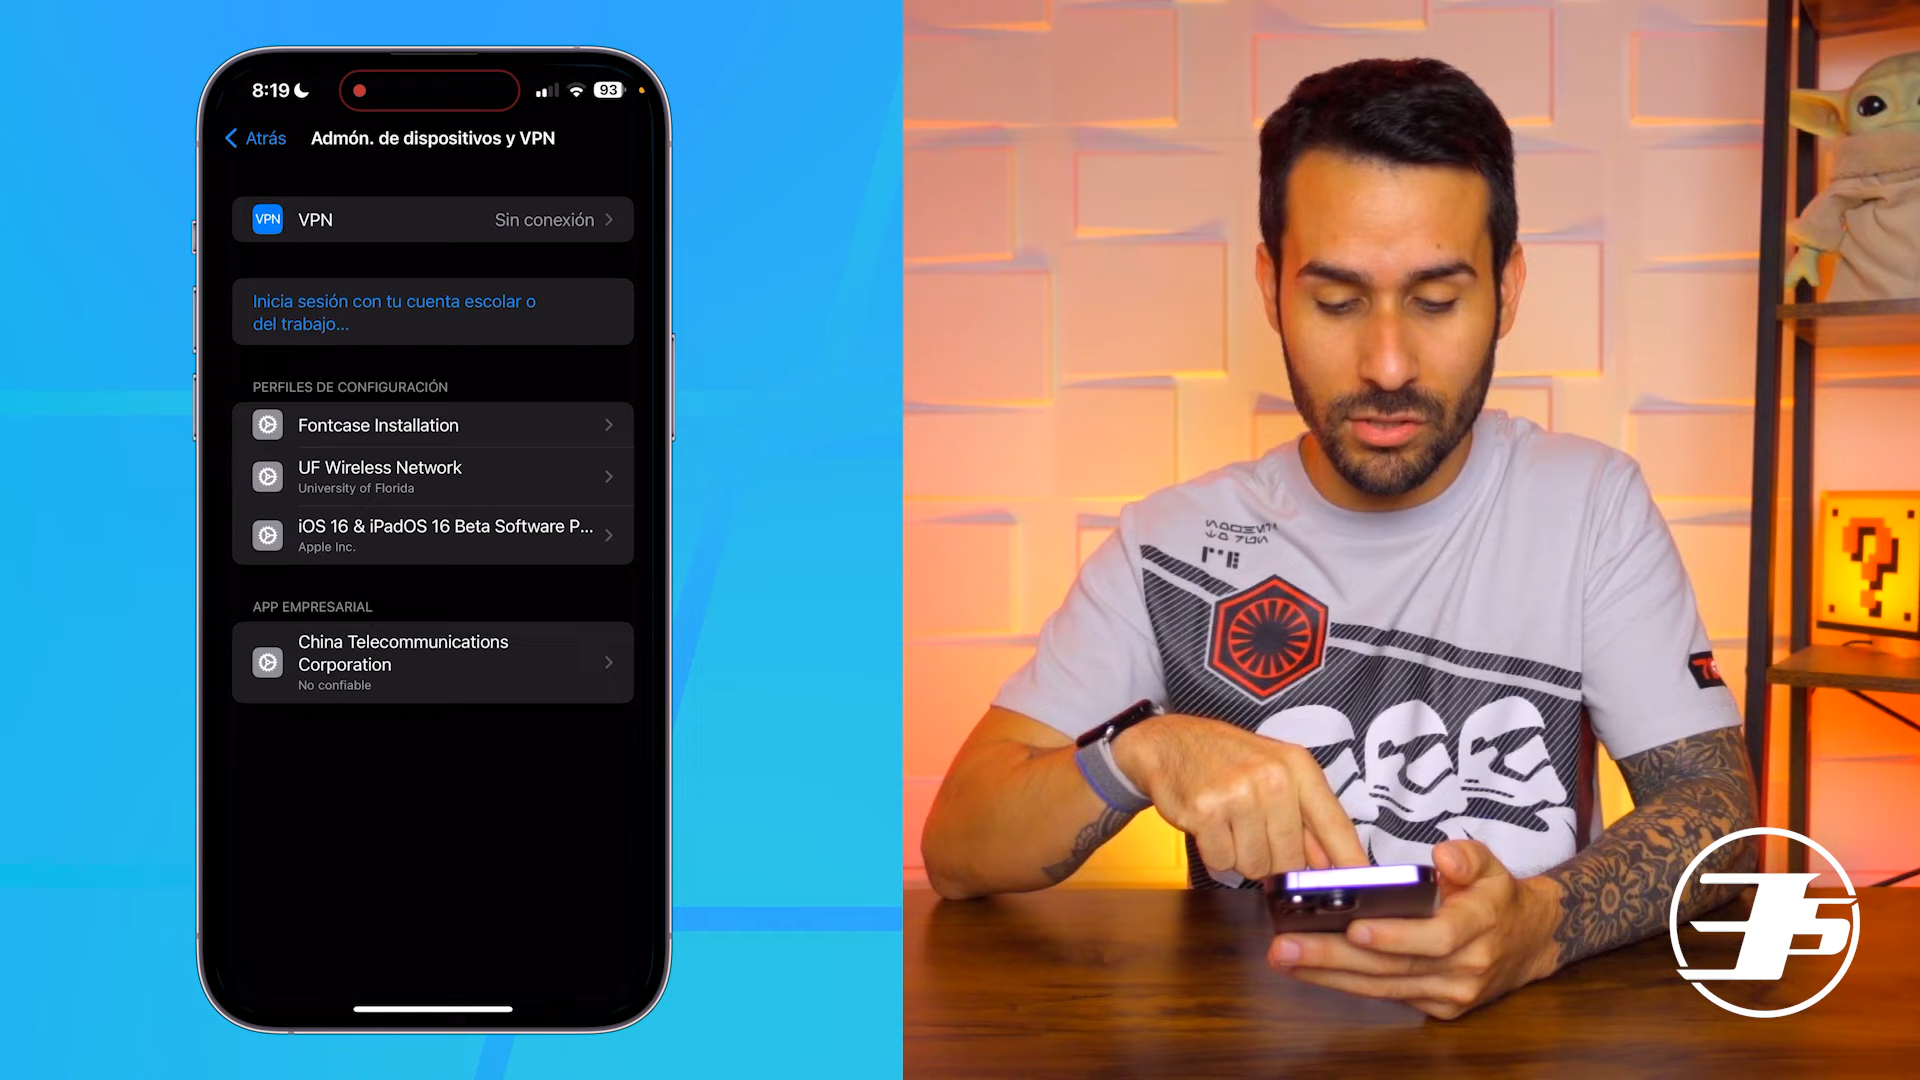 8:19
93
Atrás
Admón. de dispositivos y VPN
VPN
VPN
Sin conexión
Inicia sesión con tu cuenta escolar o
del trabajo...
PERFILES DE CONFIGURACIÓN
Fontcase Installation
UF Wireless Network
University of Florida
iOS 16 & iPadOS 16 Beta Software P...
Apple Inc.
APP EMPRESARIAL
China Telecommunications
Corporation
No confiable
?